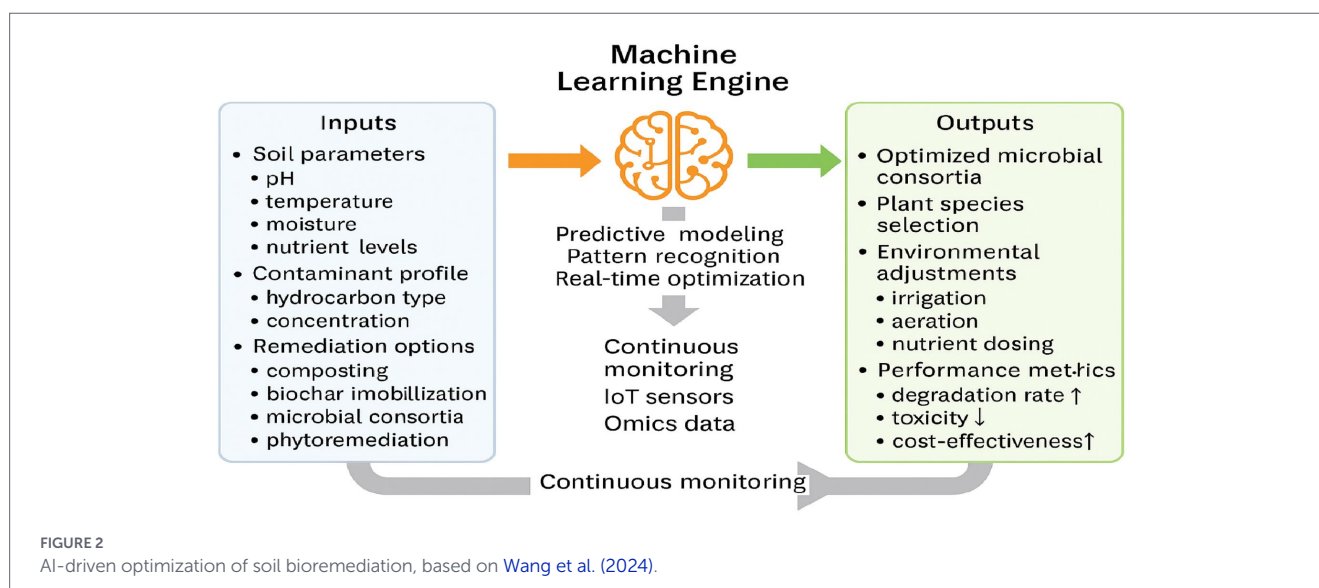 Machine
Learning Engine
Inputs
• Soil parameters
• pH
• temperature
• moisture
• nutrient levels
• Contaminant profile
• hydrocarbon type
• concentration
• Remediation options
• composting
• biochar imobillization
• microbial consortia
• phytoremediation
Predictive modeling
Pattern recognition
Real-time optimization
Continuous
monitoring
IoT sensors
Omics data
Outputs
• Optimized microbial
consortia
• Plant species
selection
• Environmental
adjustments
• irrigation
• aeration
• nutrient dosing
• Performance metrics
• degradation rate ↑
• toxicity ↓
• cost-effectiveness↑
Continuous monitoring
FIGURE 2
AI-driven optimization of soil bioremediation, based on Wang et al. (2024).